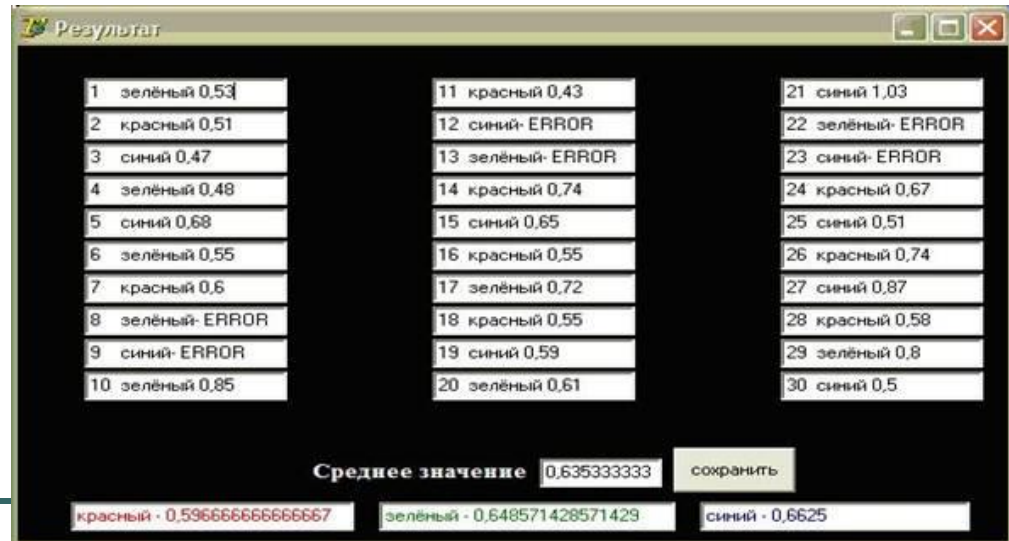 Результат
1 зелёный 0,53
2 красный 0,51
3 синий 0,47
4 зелёный 0,48
5 синий 0,68
6 зелёный 0,55
7 красный 0,6
8 зелёный- ERROR
9 синий- ERROR
10 зелёный 0,85
11 красный 0,43
12 синий- ERROR
13 зелёный- ERROR
14 красный 0,74
15 синий 0,65
16 красный 0,55
17 зелёный 0,72
18 красный 0,55
19 синий 0,59
20 зелёный 0,61
21 синий 1,03
22 зелёный- ERROR
23 синий- ERROR
24 красный 0,67
25 синий 0,51
26 красный 0,74
27 синий 0,87
28 красный 0,58
29 зелёный 0,8
30 синий 0,5
Среднее значение 0,635333333 сохранить
красный - 0,596666666666667 зелёный - 0,648571428571429 синий - 0,6625